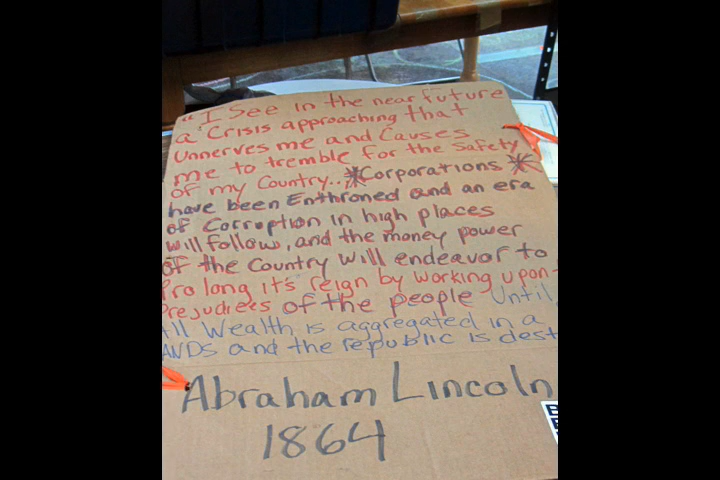 "I See in the near future
a Crisis approaching that
Unnerves me and Causes
me to tremble for the Safety
of my Country... *Corporations *
have been Enthroned and an era
of Corruption in high places
will follow, and the money power
of the Country will endeavor to
Prolong it's reign by working upon-
Prejudices of the people Until
All Wealth is aggregated in a
ANDS and the republic is dest
Abraham Lincoln
1864